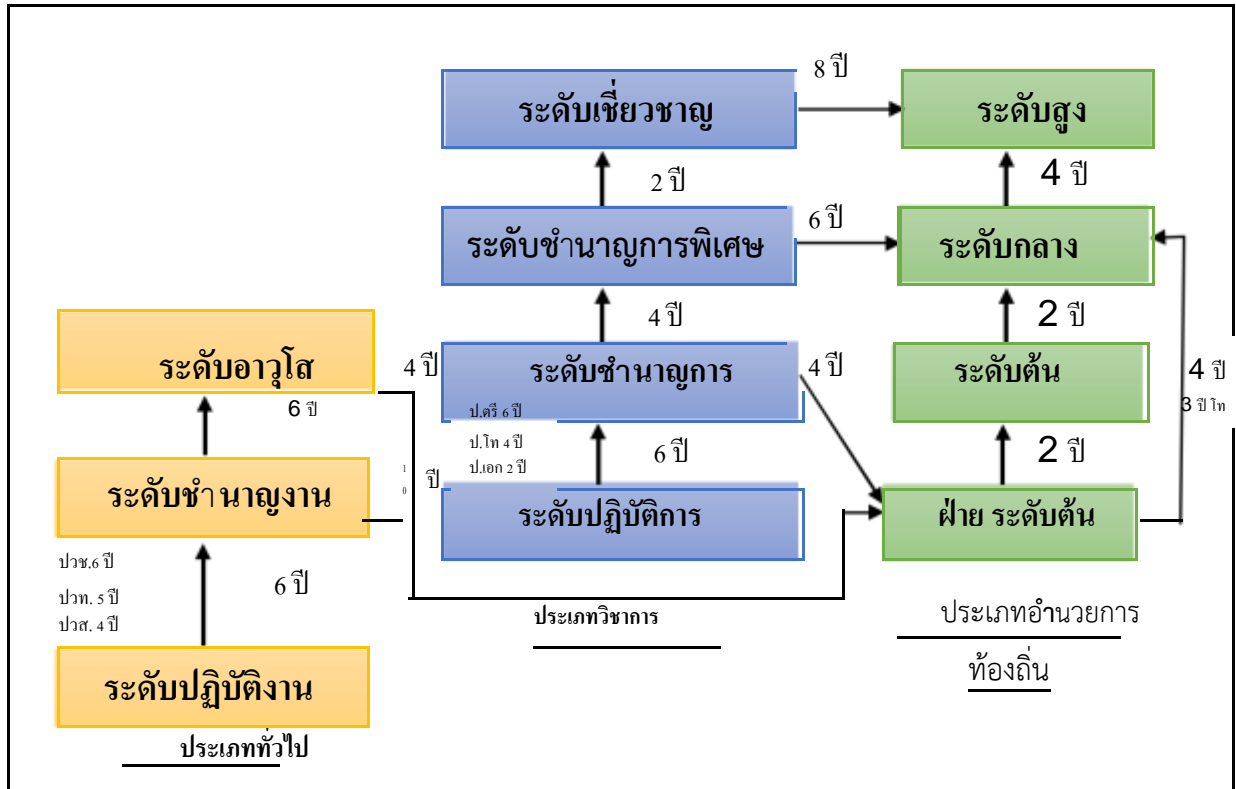 8 ปี
ระดับเชี่ยวชาญ
ระดับสูง
2 ปี
4 ปี
6 ปี
ระดับชำนาญการพิเศษ
ระดับกลาง
4 ปี
2 ปี
ระดับอาวุโส
4 ปี
ระดับชำนาญการ
4 ปี
ระดับต้น
4 ปี
3 ปี โท
6 ปี
ป.ตรี 6 ปี
ป.โท 4 ปี
ป.เอก 2 ปี
6 ปี
2 ปี
ระดับชำนาญงาน
10 ปี
ระดับปฏิบัติการ
ฝ่าย ระดับต้น
ปวช.6 ปี
ปวท. 5 ปี
ปวส. 4 ปี
6 ปี
ประเภทวิชาการ
ประเภทอำนวยการ
ท้องถิ่น
ระดับปฏิบัติงาน
ประเภททั่วไป